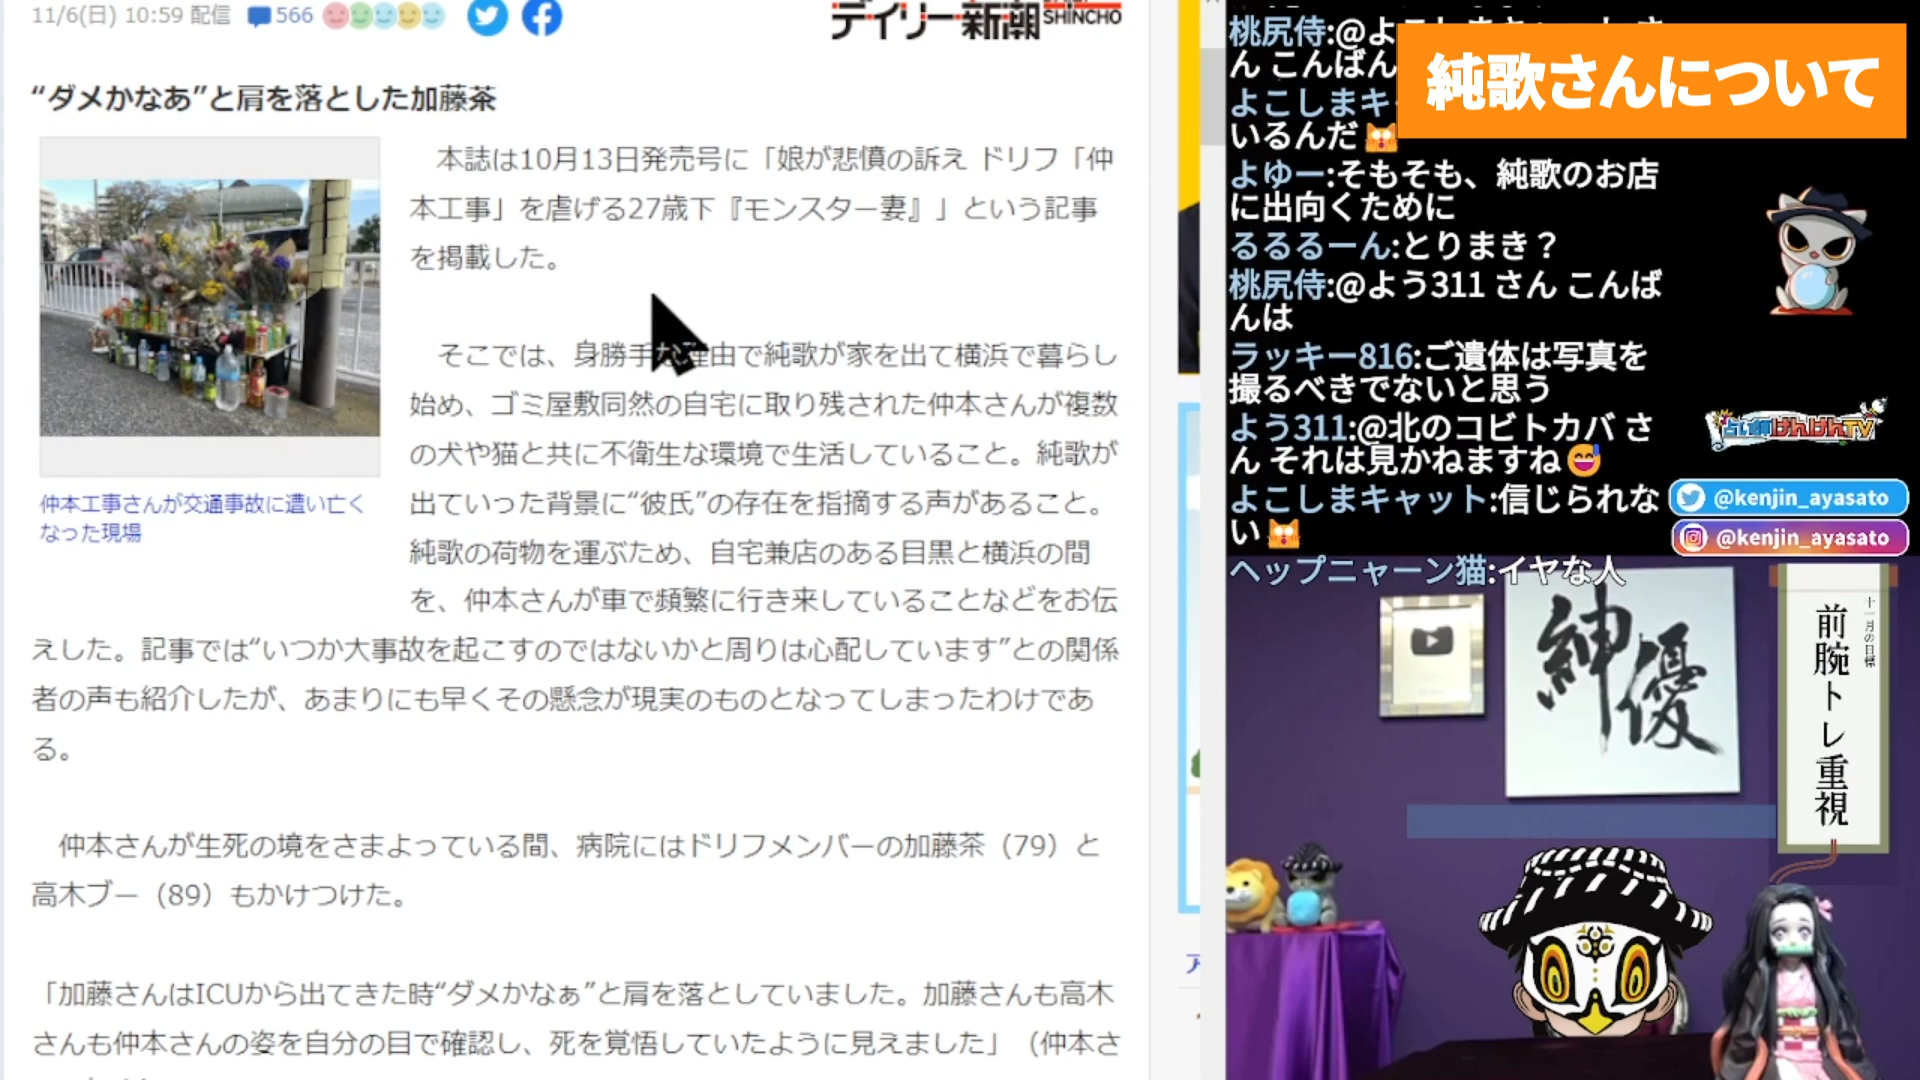 11/6(日) 10:59 配信
566
デイリー新潮
SHINCHO
“ダメかなあ”と肩を落とした加藤茶
本誌は10月13日発売号に「娘が悲憤の訴え ドリフ「仲
本工事」を虐げる27歳下『モンスター妻』」という記事
を掲載した。
そこでは、身勝手な理由で純歌が家を出て横浜で暮らし
始め、ゴミ屋敷同然の自宅に取り残された仲本さんが複数
の犬や猫と共に不衛生な環境で生活していること。純歌が
出ていった背景に“彼氏”の存在を指摘する声があること。
純歌の荷物を運ぶため、自宅兼店のある目黒と横浜の間
を、仲本さんが車で頻繁に行き来していることなどをお伝
えした。記事では“いつか大事故を起こすのではないかと周りは心配しています”との関係
者の声も紹介したが、あまりにも早くその懸念が現実のものとなってしまったわけであ
る。
仲本工事さんが交通事故に遭い亡く
なった現場
仲本さんが生死の境をさまよっている間、病院にはドリフメンバーの加藤茶（79）と
高木ブー（89）もかけつけた。
「加藤さんはICUから出てきた時“ダメかなぁ”と肩を落としていました。加藤さんも高木
さんも仲本さんの姿を自分の目で確認し、死を覚悟していたように見えました」（仲本さ
純歌さんについて
桃尻侍:@よ
ん こんばん
よこしまキ
いるんだ
よゆー:そもそも、純歌のお店
に出向くために
るるるーん:とりまき？
桃尻侍:@よう311 さん こんば
んは
ラッキー816:ご遺体は写真を
撮るべきでないと思う
よう311:@北のコビトカバ さ
ん それは見かねますね
よこしまキャット:信じられな
い
ヘップニャーン猫:イヤな人
占い師げんけんTV
@kenjin_ayasato
@kenjin_ayasato
紳優
十一月の目標
前腕トレ重視